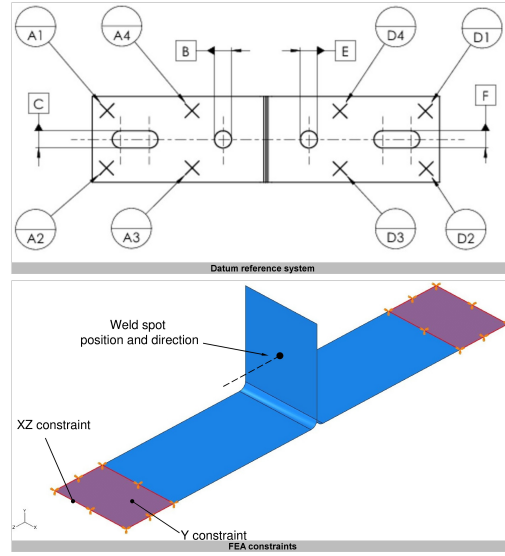 A1
A4
B
E
D4
D1
C
F
A2
A3
D3
D2
Datum reference system
Weld spot
position and direction
XZ constraint
Y constraint
Y
Z
X
FEA constraints